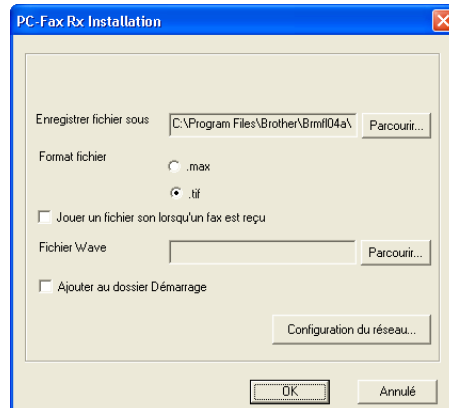 PC-Fax Rx Installation
Enregistrer fichier sous C:\Program Files\Brother\Brmfl04a\ Parcourir...
Format fichier
.max
.tif
Jouer un fichier son lorsqu'un fax est reçu
Fichier Wave Parcourir...
Ajouter au dossier Démarrage
Configuration du réseau...
OK Annulé